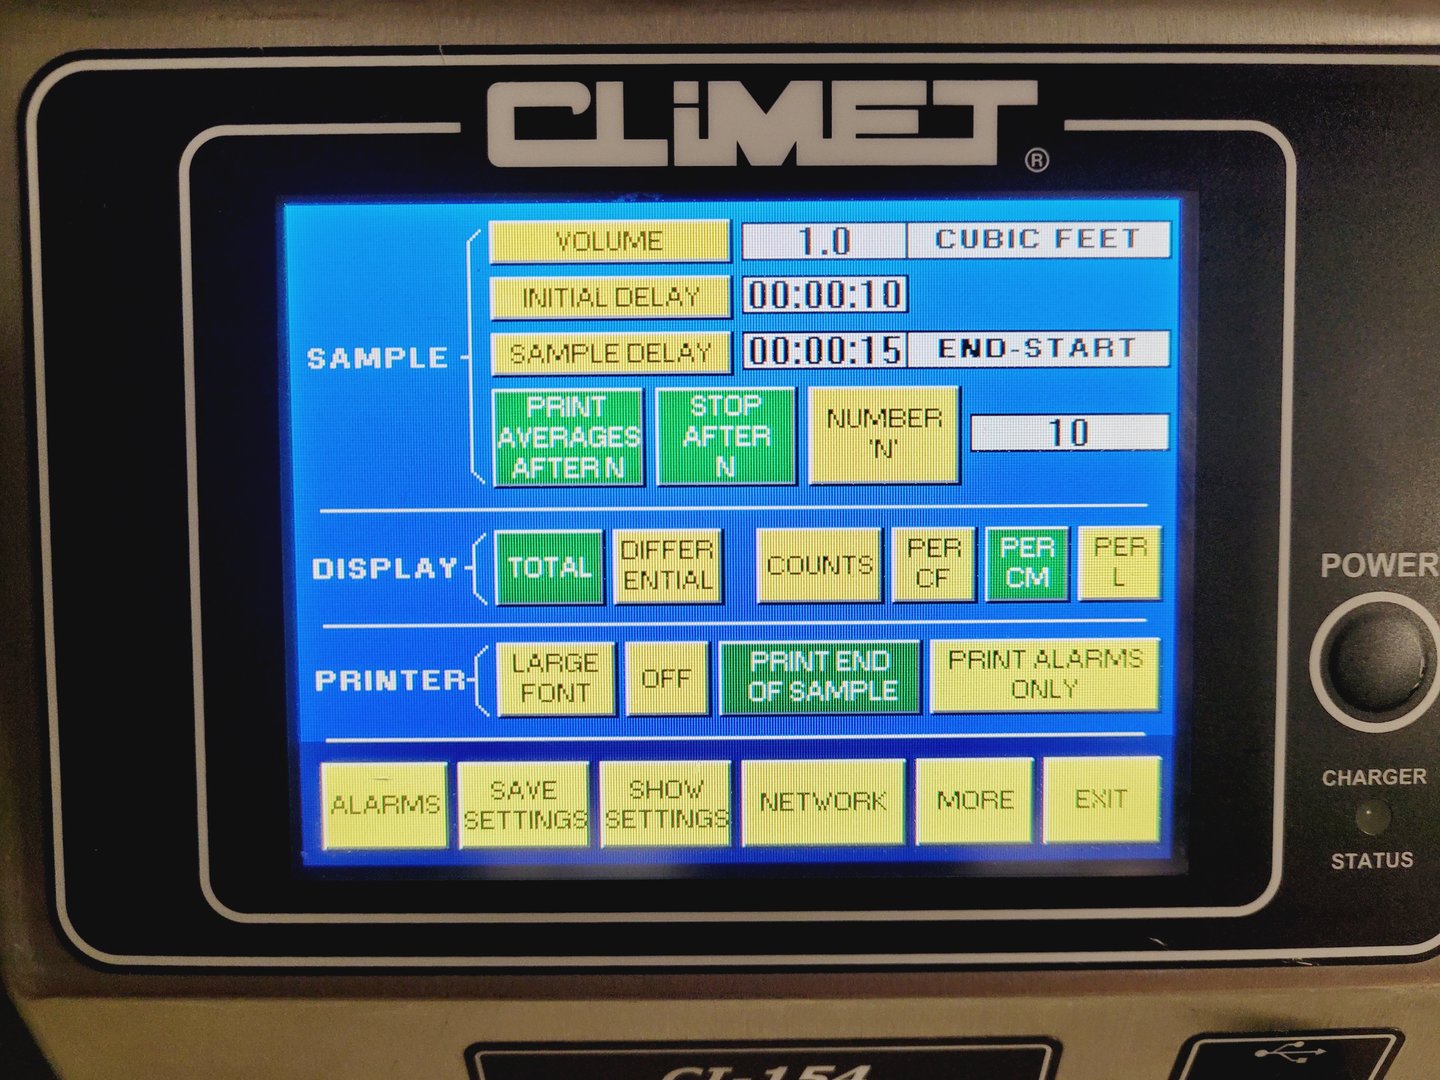 CLiMET
®
VOLUME 1.0 CUBIC FEET
INITIAL DELAY 00:00:10
SAMPLE
SAMPLE DELAY 00:00:15 END-START
PRINT
AVERAGES
AFTER N
STOP
AFTER
N
NUMBER
'N'
10
DISPLAY
TOTAL
DIFFER
ENTIAL
COUNTS
PER
CF
PER
CM
PER
L
PRINTER
LARGE
FONT
OFF
PRINT END
OF SAMPLE
PRINT ALARMS
ONLY
ALARMS
SAVE
SETTINGS
SHOW
SETTINGS
NETWORK
MORE
EXIT
POWER
CHARGER
STATUS
CI-154